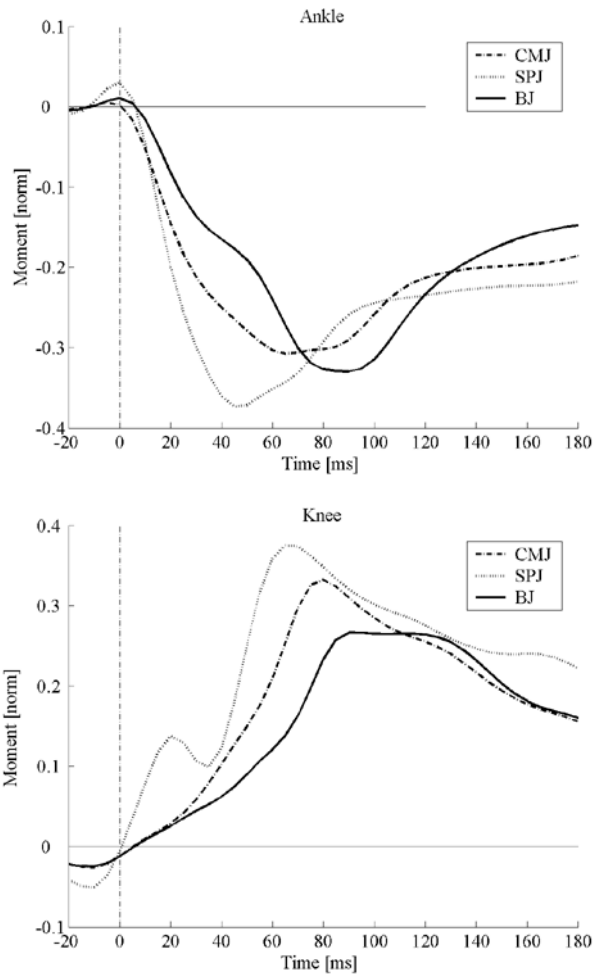 Ankle
0.1
0
-0.1
-0.2
-0.3
-0.4
Moment [norm]
CMJ
SPJ
BJ
-20 0 20 40 60 80 100 120 140 160 180
Time [ms]
Knee
0.4
0.3
0.2
0.1
0
-0.1
Moment [norm]
CMJ
SPJ
BJ
-20 0 20 40 60 80 100 120 140 160 180
Time [ms]